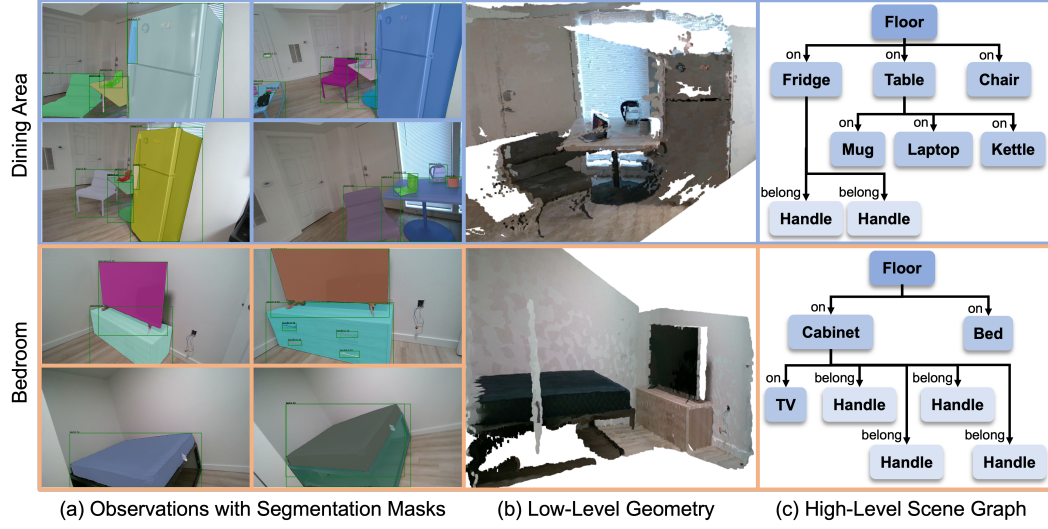 Dining Area
Floor
on
on
on
Fridge
Table
Chair
on
on
on
Mug
Laptop
Kettle
belong
belong
Handle
Handle
Bedroom
Floor
on
on
Cabinet
Bed
on
belong
belong
TV
Handle
Handle
belong
belong
Handle
Handle
(a) Observations with Segmentation Masks
(b) Low-Level Geometry
(c) High-Level Scene Graph